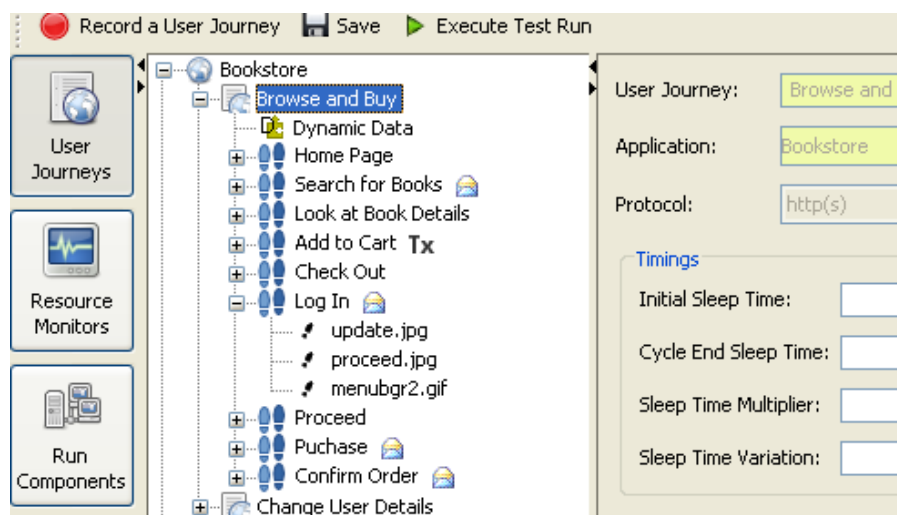 Record a User Journey Save Execute Test Run
User
Journeys
Resource
Monitors
Run
Components
Bookstore
Browse and Buy
Dynamic Data
Home Page
Search for Books
Look at Book Details
Add to Cart Tx
Check Out
Log In
update.jpg
proceed.jpg
menubgr2.gif
Proceed
Puchase
Confirm Order
Change User Details
User Journey: Browse and
Application: Bookstore
Protocol: http(s)
Timings
Initial Sleep Time:
Cycle End Sleep Time:
Sleep Time Multiplier:
Sleep Time Variation: